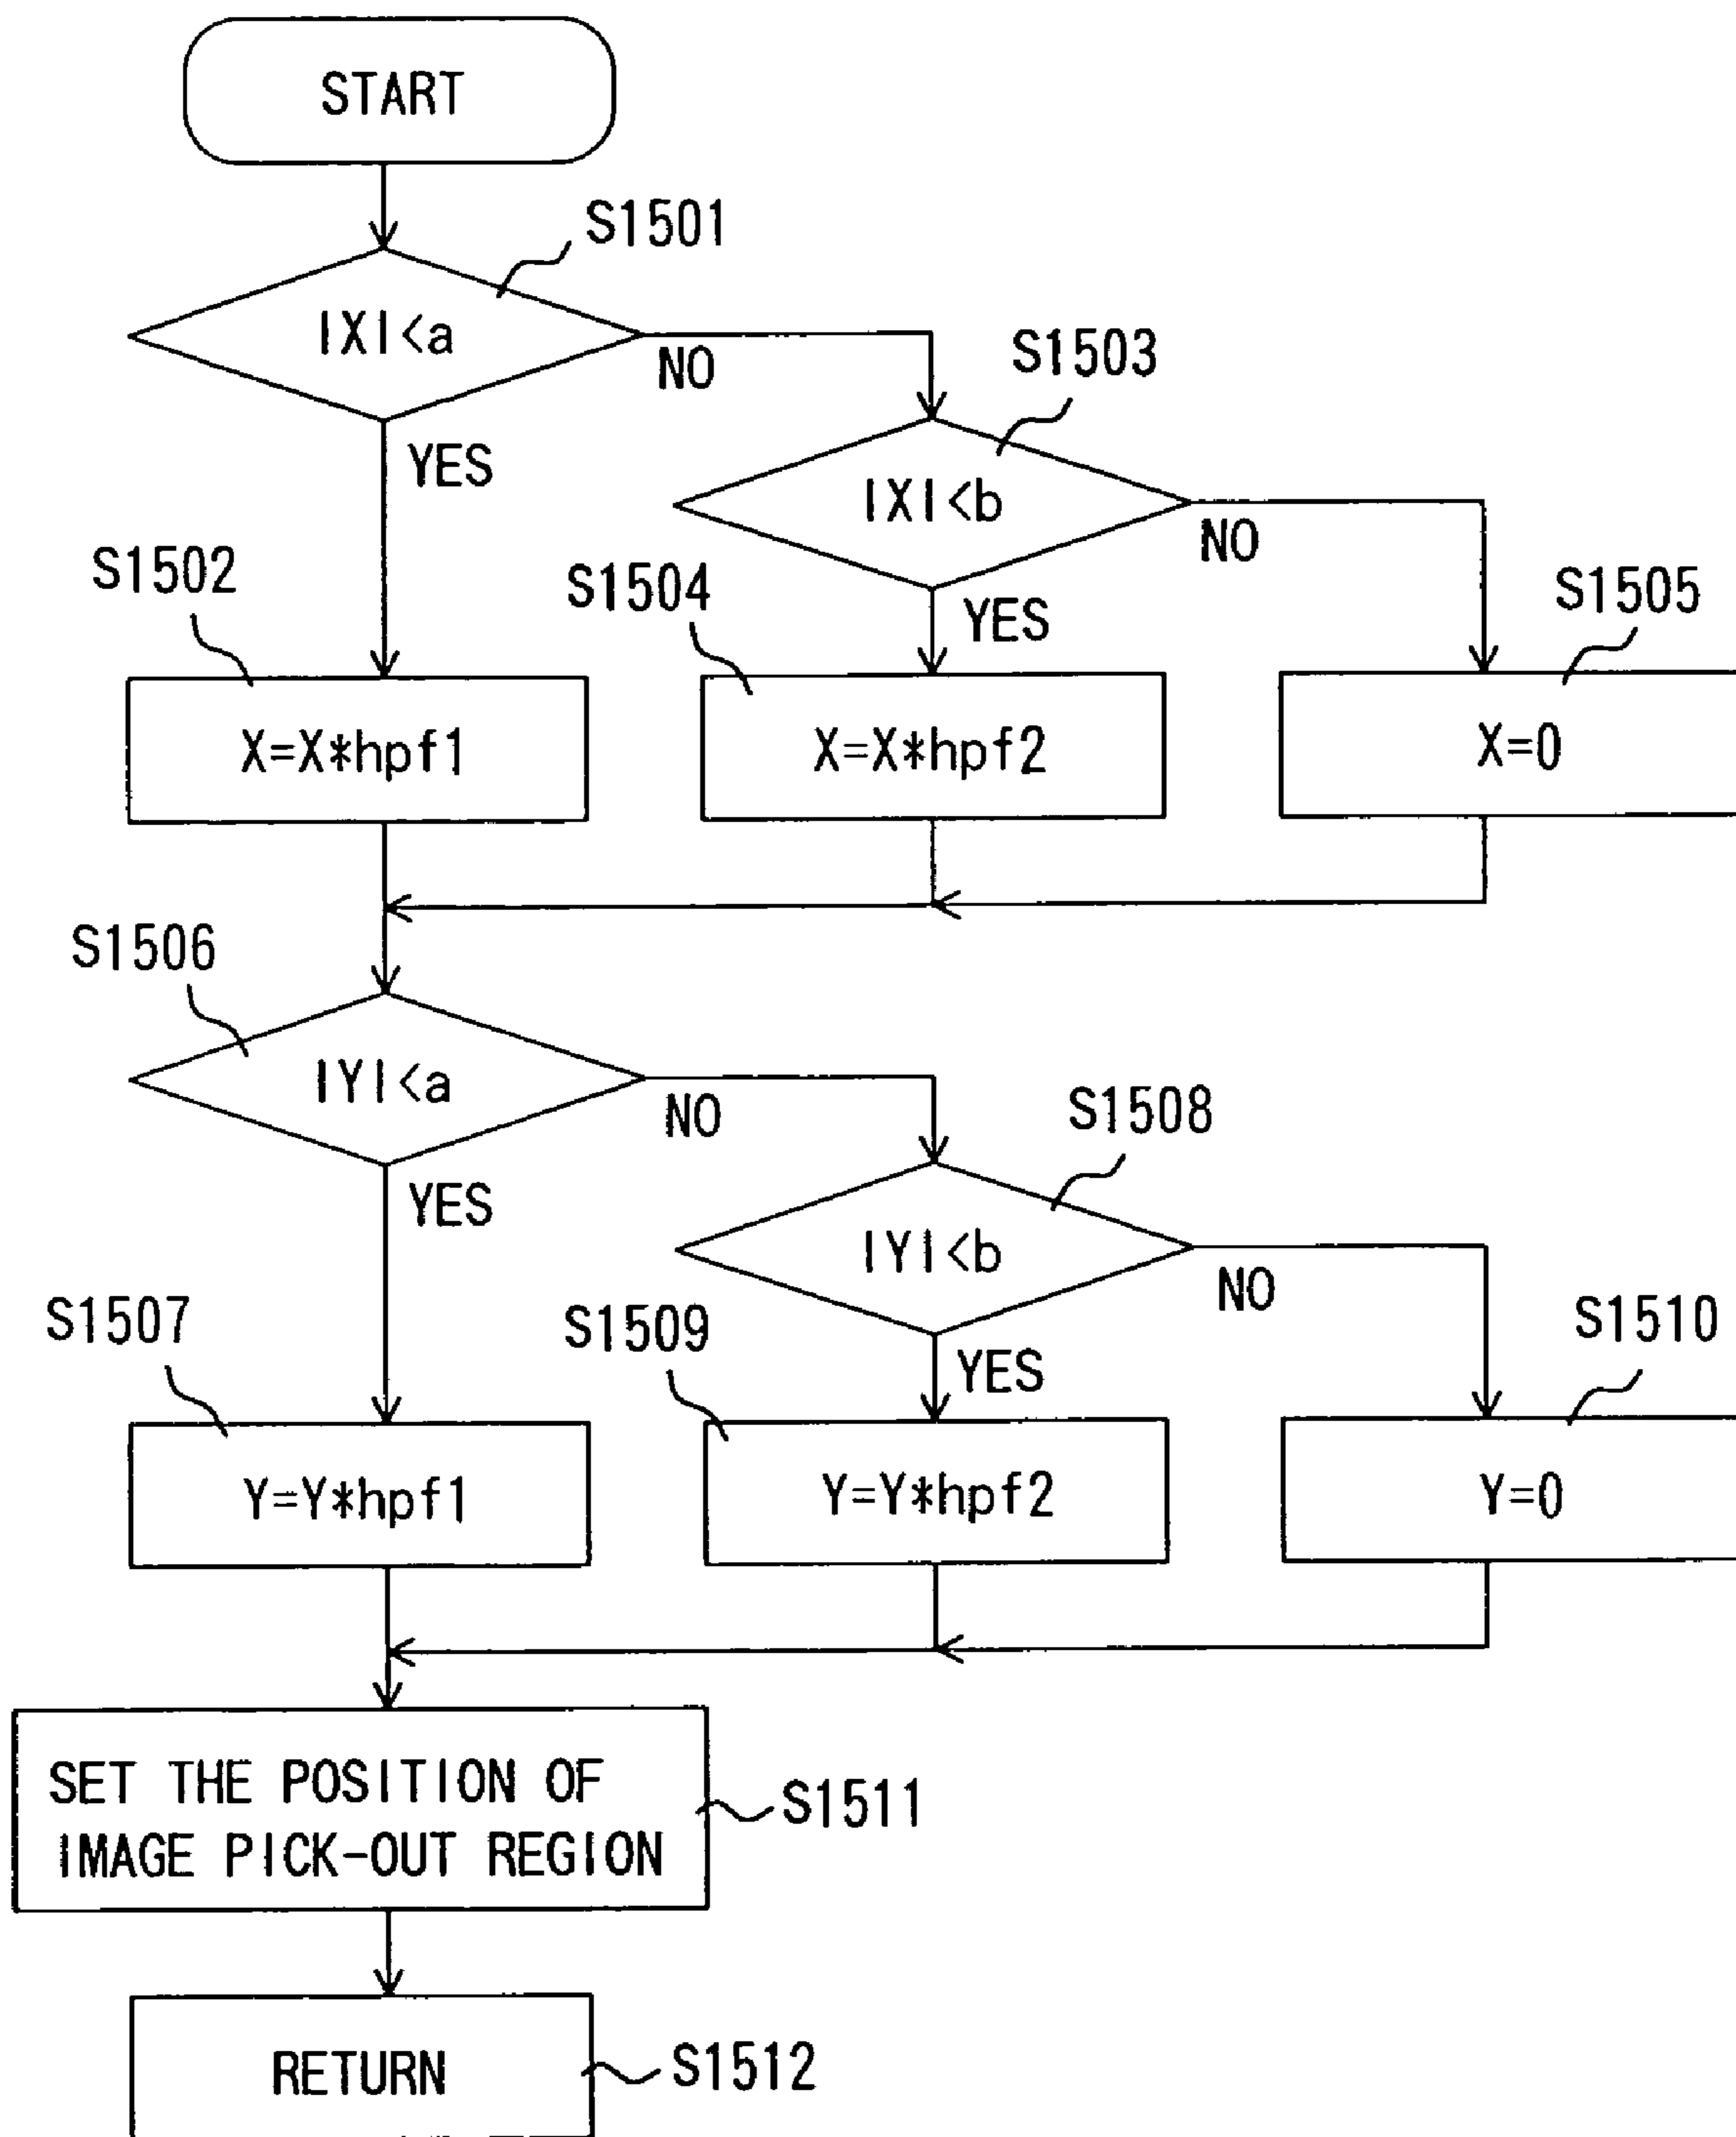 START
S1501
|X|<a
NO
S1503
YES
|X|<b
NO
S1502
S1504
YES
S1505
X=X*hpf1
X=X*hpf2
X=0
S1506
|Y|<a
NO
S1508
YES
|Y|<b
NO
S1507
S1509
YES
S1510
Y=Y*hpf1
Y=Y*hpf2
Y=0
SET THE POSITION OF
IMAGE PICK-OUT REGION
S1511
RETURN
S1512